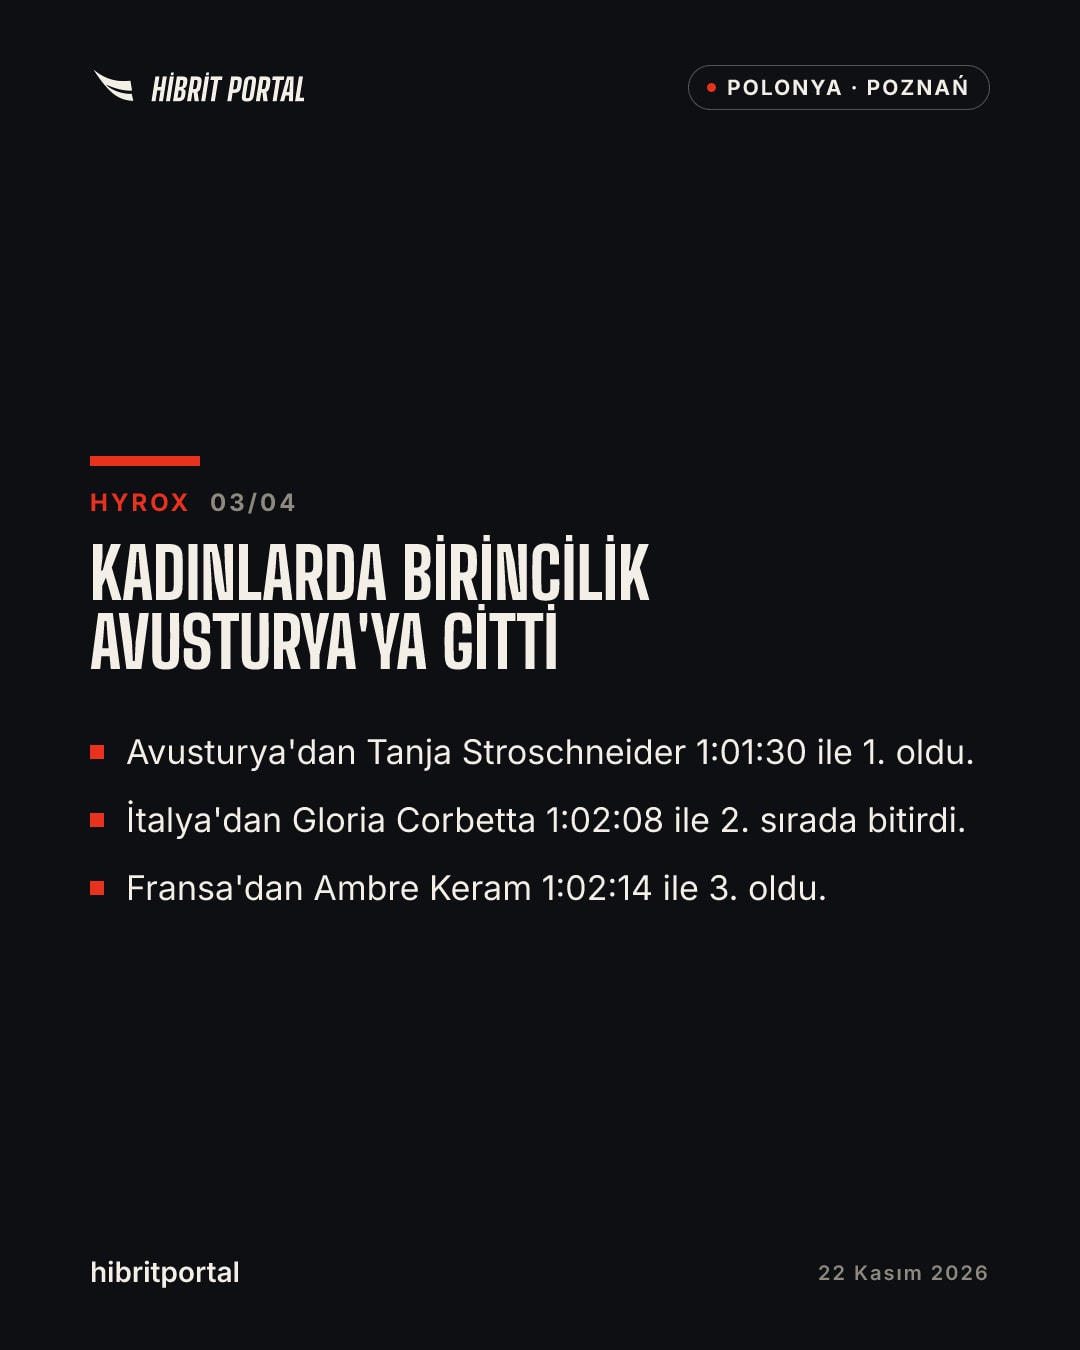 HİBRİT PORTAL
POLONYA · POZNAŃ
HYROX 03/04
KADINLARDA BİRİNCİLİK
AVUSTURYA'YA GİTTİ
Avusturya'dan Tanja Stroschneider 1:01:30 ile 1. oldu.
İtalya'dan Gloria Corbetta 1:02:08 ile 2. sırada bitirdi.
Fransa'dan Ambre Keram 1:02:14 ile 3. oldu.
hibritportal
22 Kasım 2026